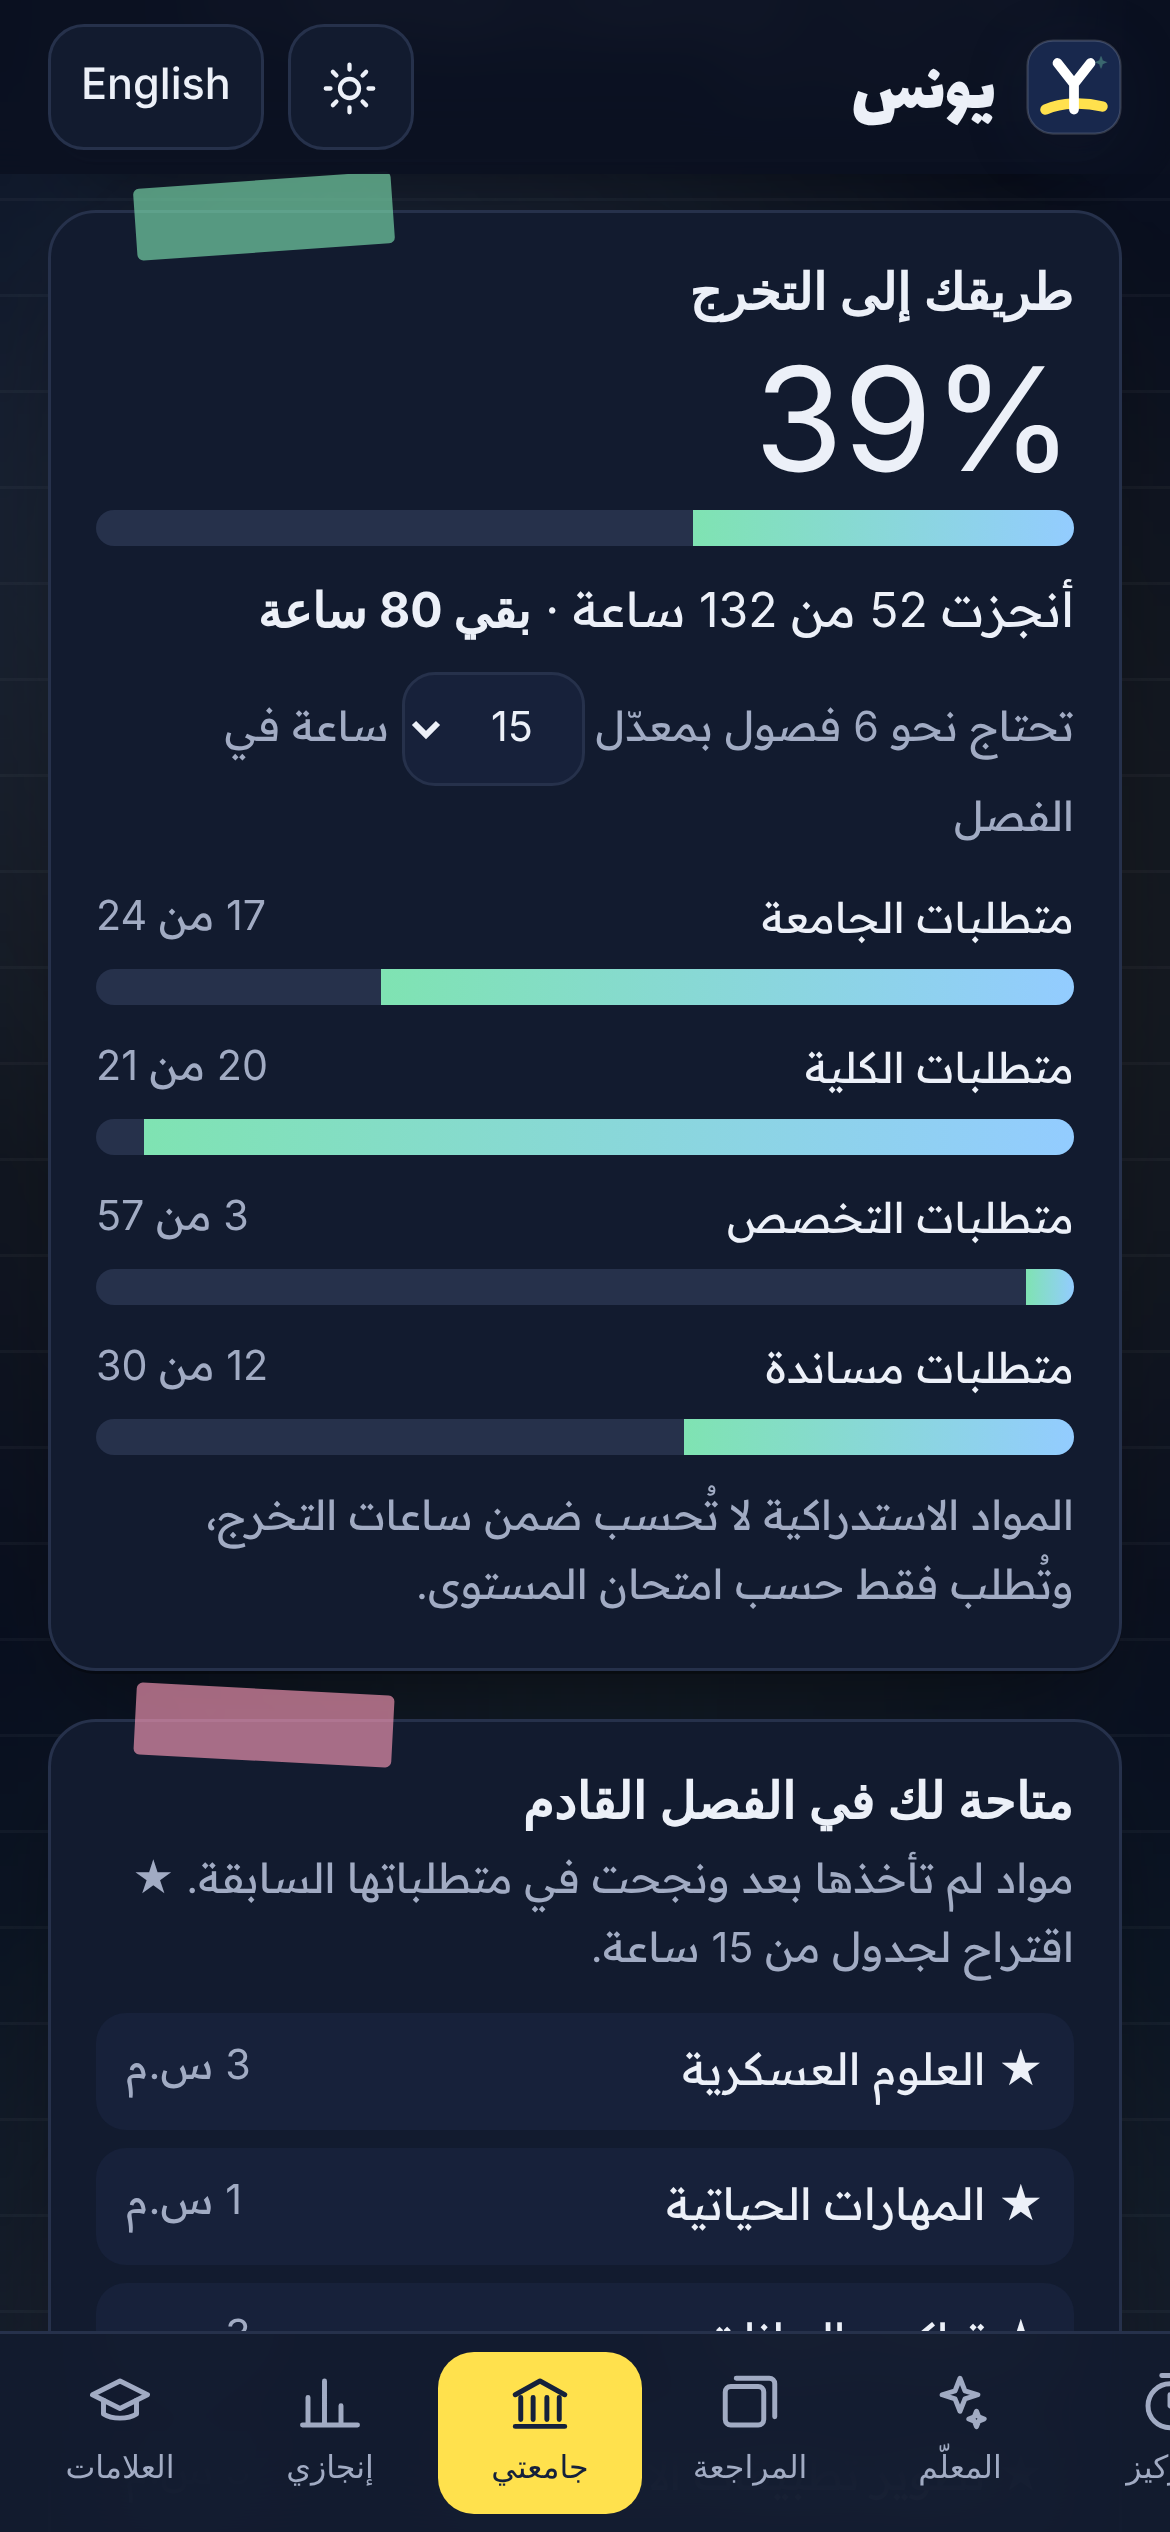 يونس
English
طريقك إلى التخرج
39%
أنجزت 52 من 132 ساعة · بقي 80 ساعة
تحتاج نحو 6 فصول بمعدّل 15 ساعة في
الفصل
متطلبات الجامعة 17 من 24
متطلبات الكلية 20 من 21
متطلبات التخصص 3 من 57
متطلبات مساندة 12 من 30
المواد الاستدراكية لا تُحسب ضمن ساعات التخرج،
وتُطلب فقط حسب امتحان المستوى.
متاحة لك في الفصل القادم
مواد لم تأخذها بعد ونجحت في متطلباتها السابقة. ★
اقتراح لجدول من 15 ساعة.
★ العلوم العسكرية 3 س.م
★ المهارات الحياتية 1 س.م
المعلّم
المراجعة
جامعتي
إنجازي
العلامات